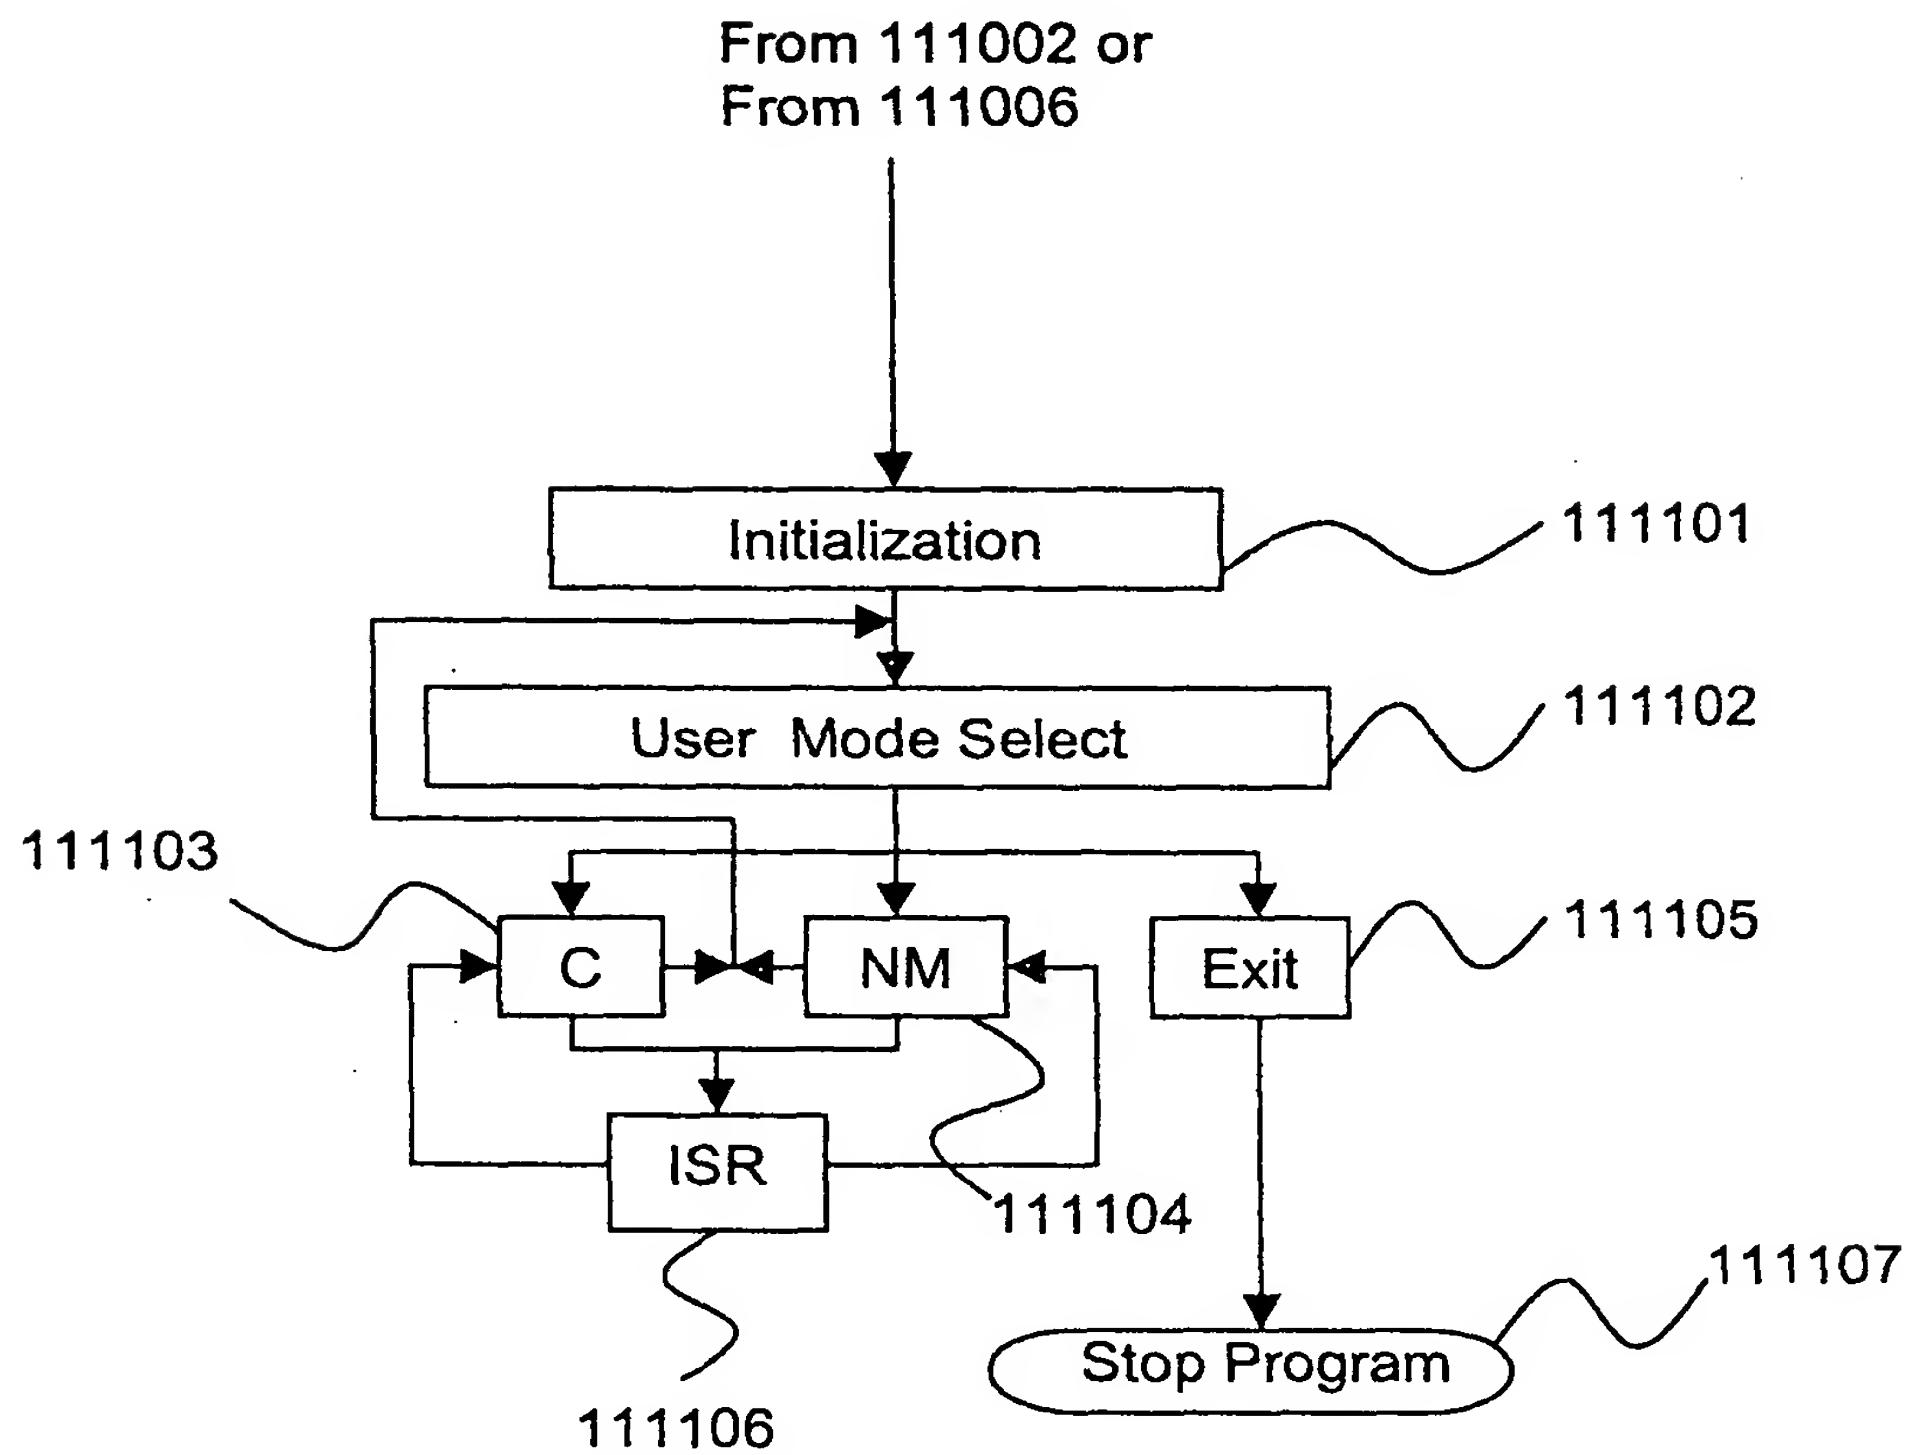 From 111002 or
From 111006
Initialization
111101
User Mode Select
111102
111103
C
NM
Exit
111105
ISR
111104
111106
Stop Program
111107